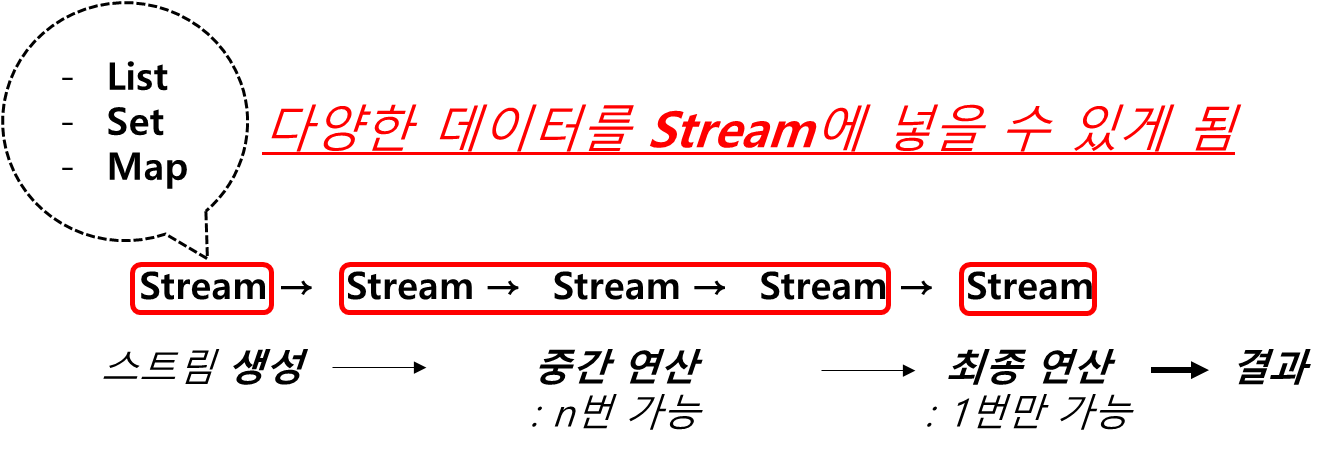 - List
- Set
- Map
다양한 데이터를 Stream에 넣을 수 있게 됨
Stream → Stream → Stream → Stream → Stream
스트림 생성 → 중간 연산 → 최종 연산 → 결과
: n번 가능 : 1번만 가능